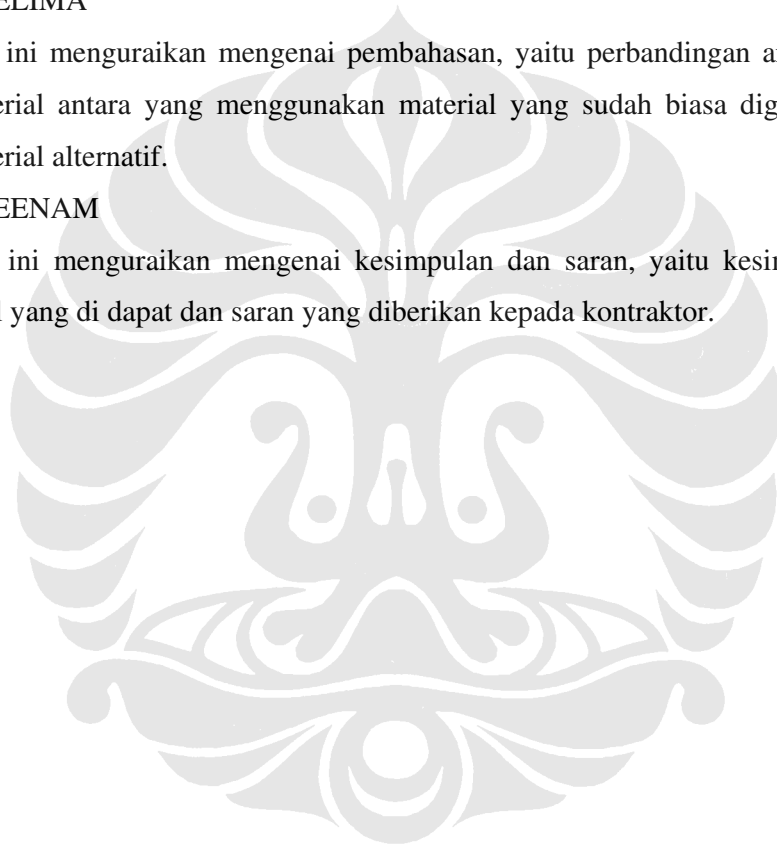 ELIMA
ini menguraikan mengenai pembahasan, yaitu perbandingan a
erial antara yang menggunakan material yang sudah biasa dig
erial alternatif.
EENAM
ini menguraikan mengenai kesimpulan dan saran, yaitu kesi
yang di dapat dan saran yang diberikan kepada kontraktor.